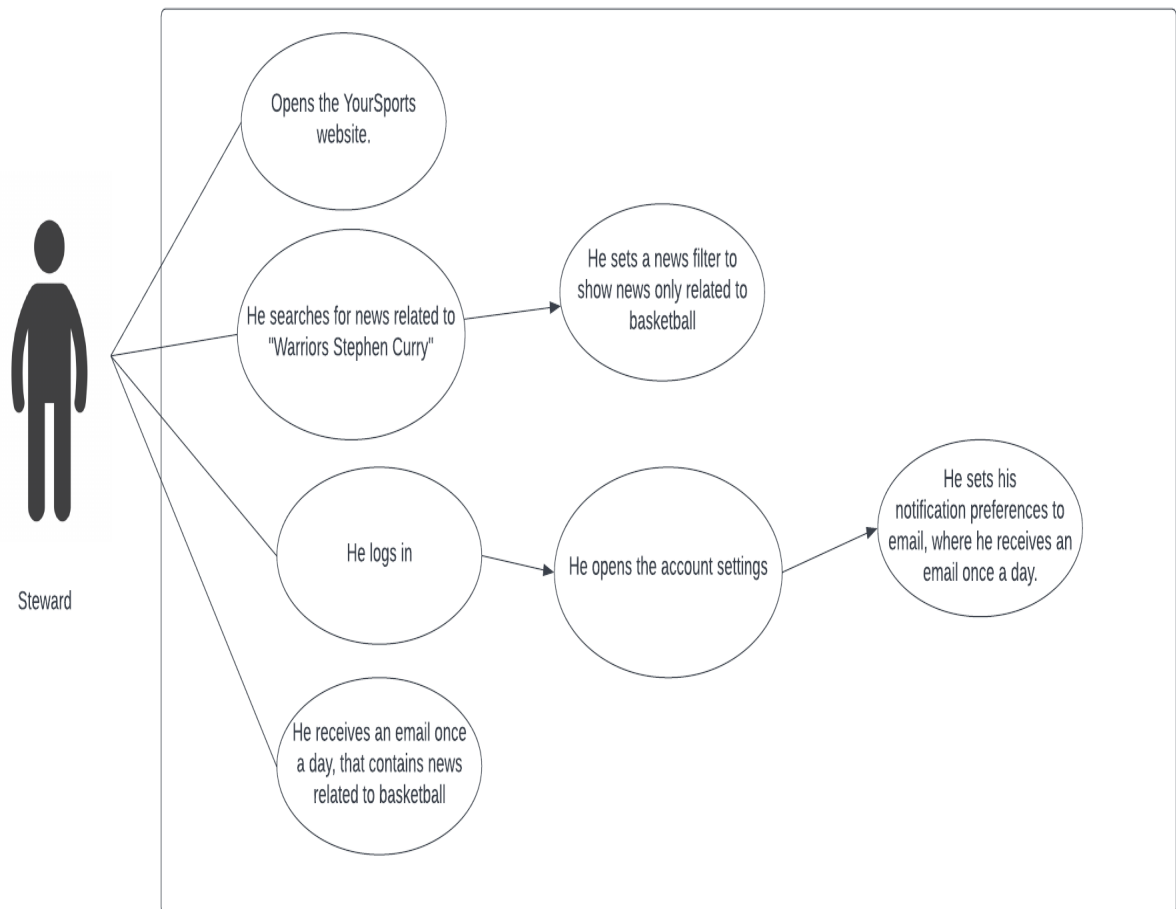 Opens the YourSports
website.
He searches for news related to
"Warriors Stephen Curry"
He sets a news filter to
show news only related to
basketball
He logs in
He opens the account settings
He sets his
notification preferences to
email, where he receives an
email once a day.
Steward
He receives an email once
a day, that contains news
related to basketball